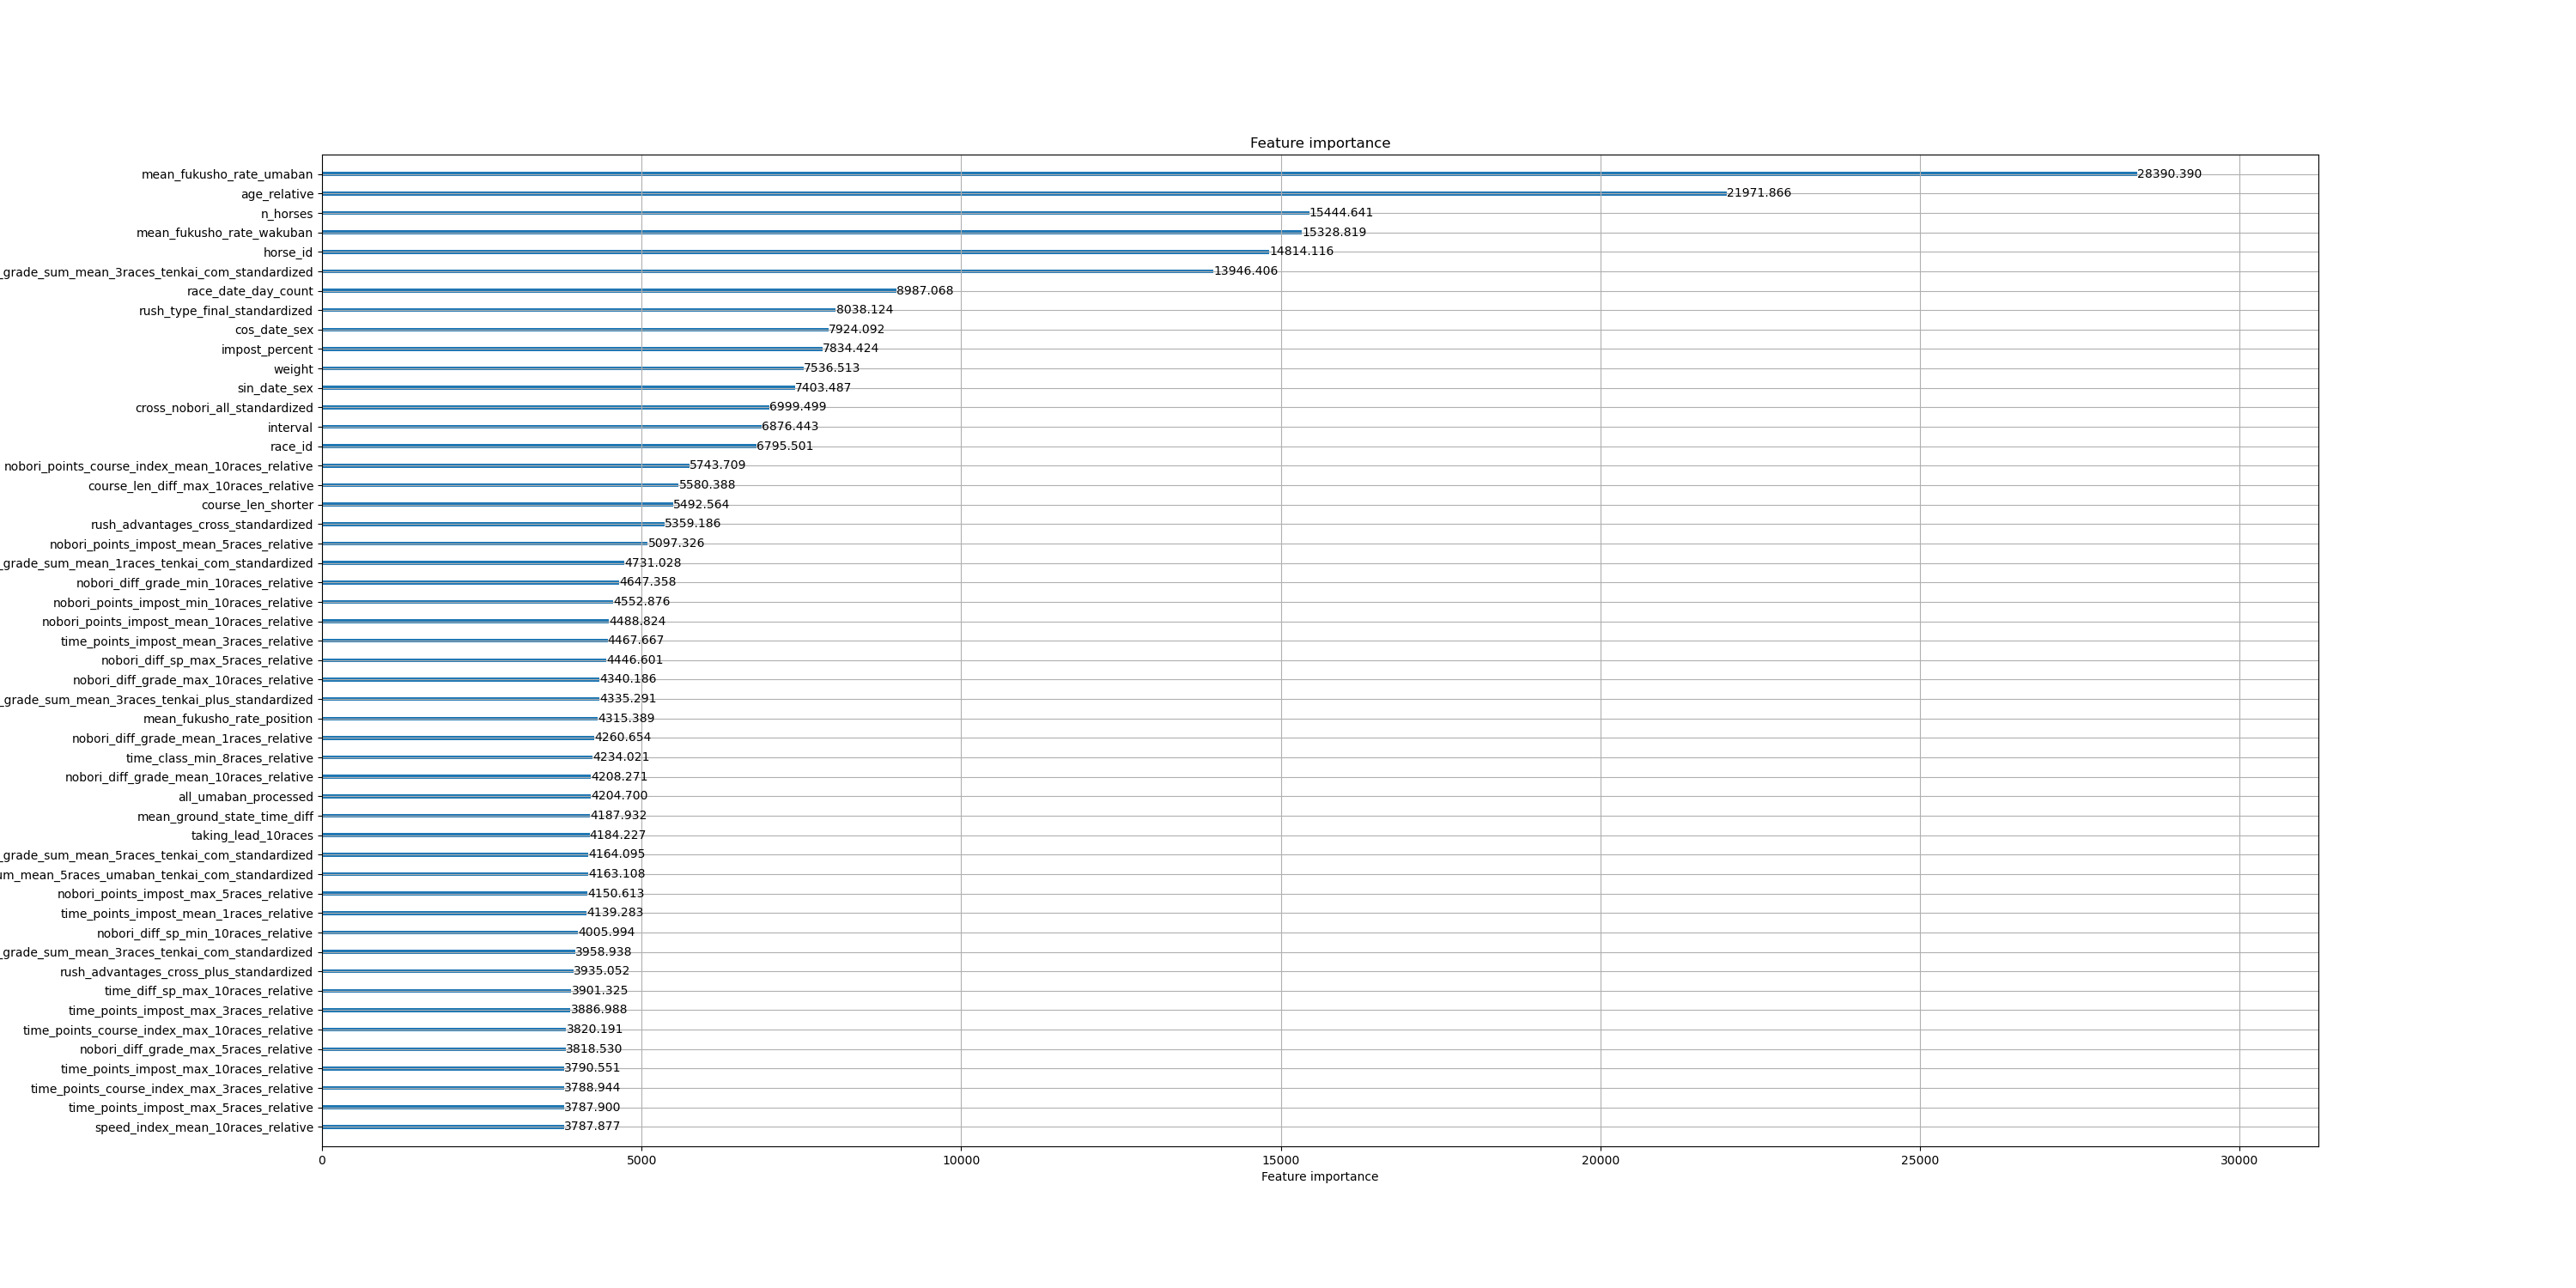 Feature importance
mean_fukusho_rate_umaban 28390.390
age_relative 21971.866
n_horses 15444.641
mean_fukusho_rate_wakuban 15328.819
horse_id 14814.116
_grade_sum_mean_3races_tenkai_com_standardized 13946.406
race_date_day_count 8987.068
rush_type_final_standardized 8038.124
cos_date_sex 7924.092
impost_percent 7834.424
weight 7536.513
sin_date_sex 7403.487
cross_nobori_all_standardized 6999.499
interval 6876.443
race_id 6795.501
nobori_points_course_index_mean_10races_relative 5743.709
course_len_diff_max_10races_relative 5580.388
course_len_shorter 5492.564
rush_advantages_cross_standardized 5359.186
nobori_points_impost_mean_5races_relative 5097.326
_grade_sum_mean_1races_tenkai_com_standardized 4731.028
nobori_diff_grade_min_10races_relative 4647.358
nobori_points_impost_min_10races_relative 4552.876
nobori_points_impost_mean_10races_relative 4488.824
time_points_impost_mean_3races_relative 4467.667
nobori_diff_sp_max_5races_relative 4446.601
nobori_diff_grade_max_10races_relative 4340.186
_grade_sum_mean_3races_tenkai_plus_standardized 4335.291
mean_fukusho_rate_position 4315.389
nobori_diff_grade_mean_1races_relative 4260.654
time_class_min_8races_relative 4234.021
nobori_diff_grade_mean_10races_relative 4208.271
all_umaban_processed 4204.700
mean_ground_state_time_diff 4187.932
taking_lead_10races 4184.227
_grade_sum_mean_5races_tenkai_com_standardized 4164.095
um_mean_5races_umaban_tenkai_com_standardized 4163.108
nobori_points_impost_max_5races_relative 4150.613
time_points_impost_mean_1races_relative 4139.283
nobori_diff_sp_min_10races_relative 4005.994
_grade_sum_mean_3races_tenkai_com_standardized 3958.938
rush_advantages_cross_plus_standardized 3935.052
time_diff_sp_max_10races_relative 3901.325
time_points_impost_max_3races_relative 3886.988
time_points_course_index_max_10races_relative 3820.191
nobori_diff_grade_max_5races_relative 3818.530
time_points_impost_max_10races_relative 3790.551
time_points_course_index_max_3races_relative 3788.944
time_points_impost_max_5races_relative 3787.900
speed_index_mean_10races_relative 3787.877
0 5000 10000 15000 20000 25000 30000
Feature importance